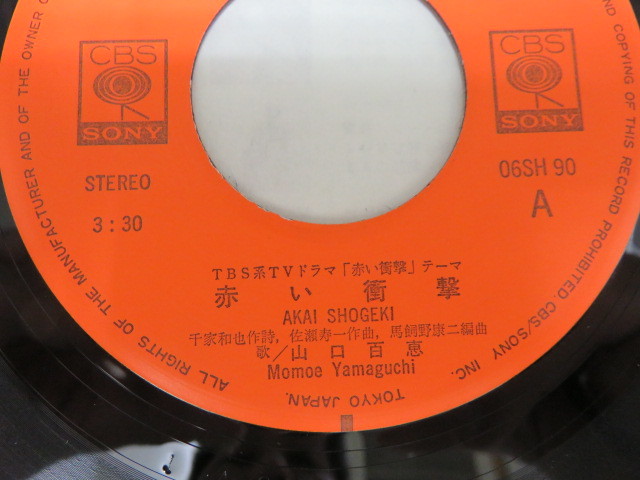 CBS
SONY
CBS
SONY
STEREO
3:30
06SH 90
A
TBS系TVドラマ「赤い衝撃」テーマ
赤い衝撃
AKAI SHOGEKI
千家和也作詩, 佐瀬寿一作曲, 馬飼野康二編曲
歌/山口百恵
Momoe Yamaguchi
ALL RIGHTS OF THE MANUFACTURER AND OF THE OWNER O
ND COPYING OF THIS RECORD PROHIBITED. CBS/SONY INC.
TOKYO JAPAN.